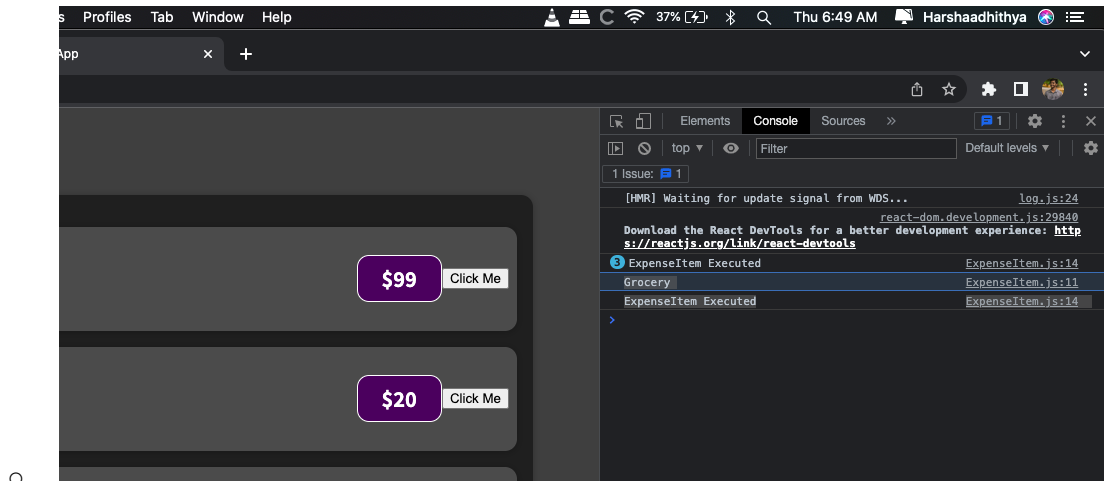 s Profiles Tab Window Help 37% Thu 6:49 AM Harshaadhithya
App
Elements Console Sources » 1
top ▼ Filter Default levels ▼
1 Issue: 1
[HMR] Waiting for update signal from WDS... log.js:24
react-dom.development.js:29840
Download the React DevTools for a better development experience: http
s://reactjs.org/link/react-devtools
3 ExpenseItem Executed ExpenseItem.js:14
Grocery ExpenseItem.js:11
ExpenseItem Executed ExpenseItem.js:14
$99 Click Me
$20 Click Me